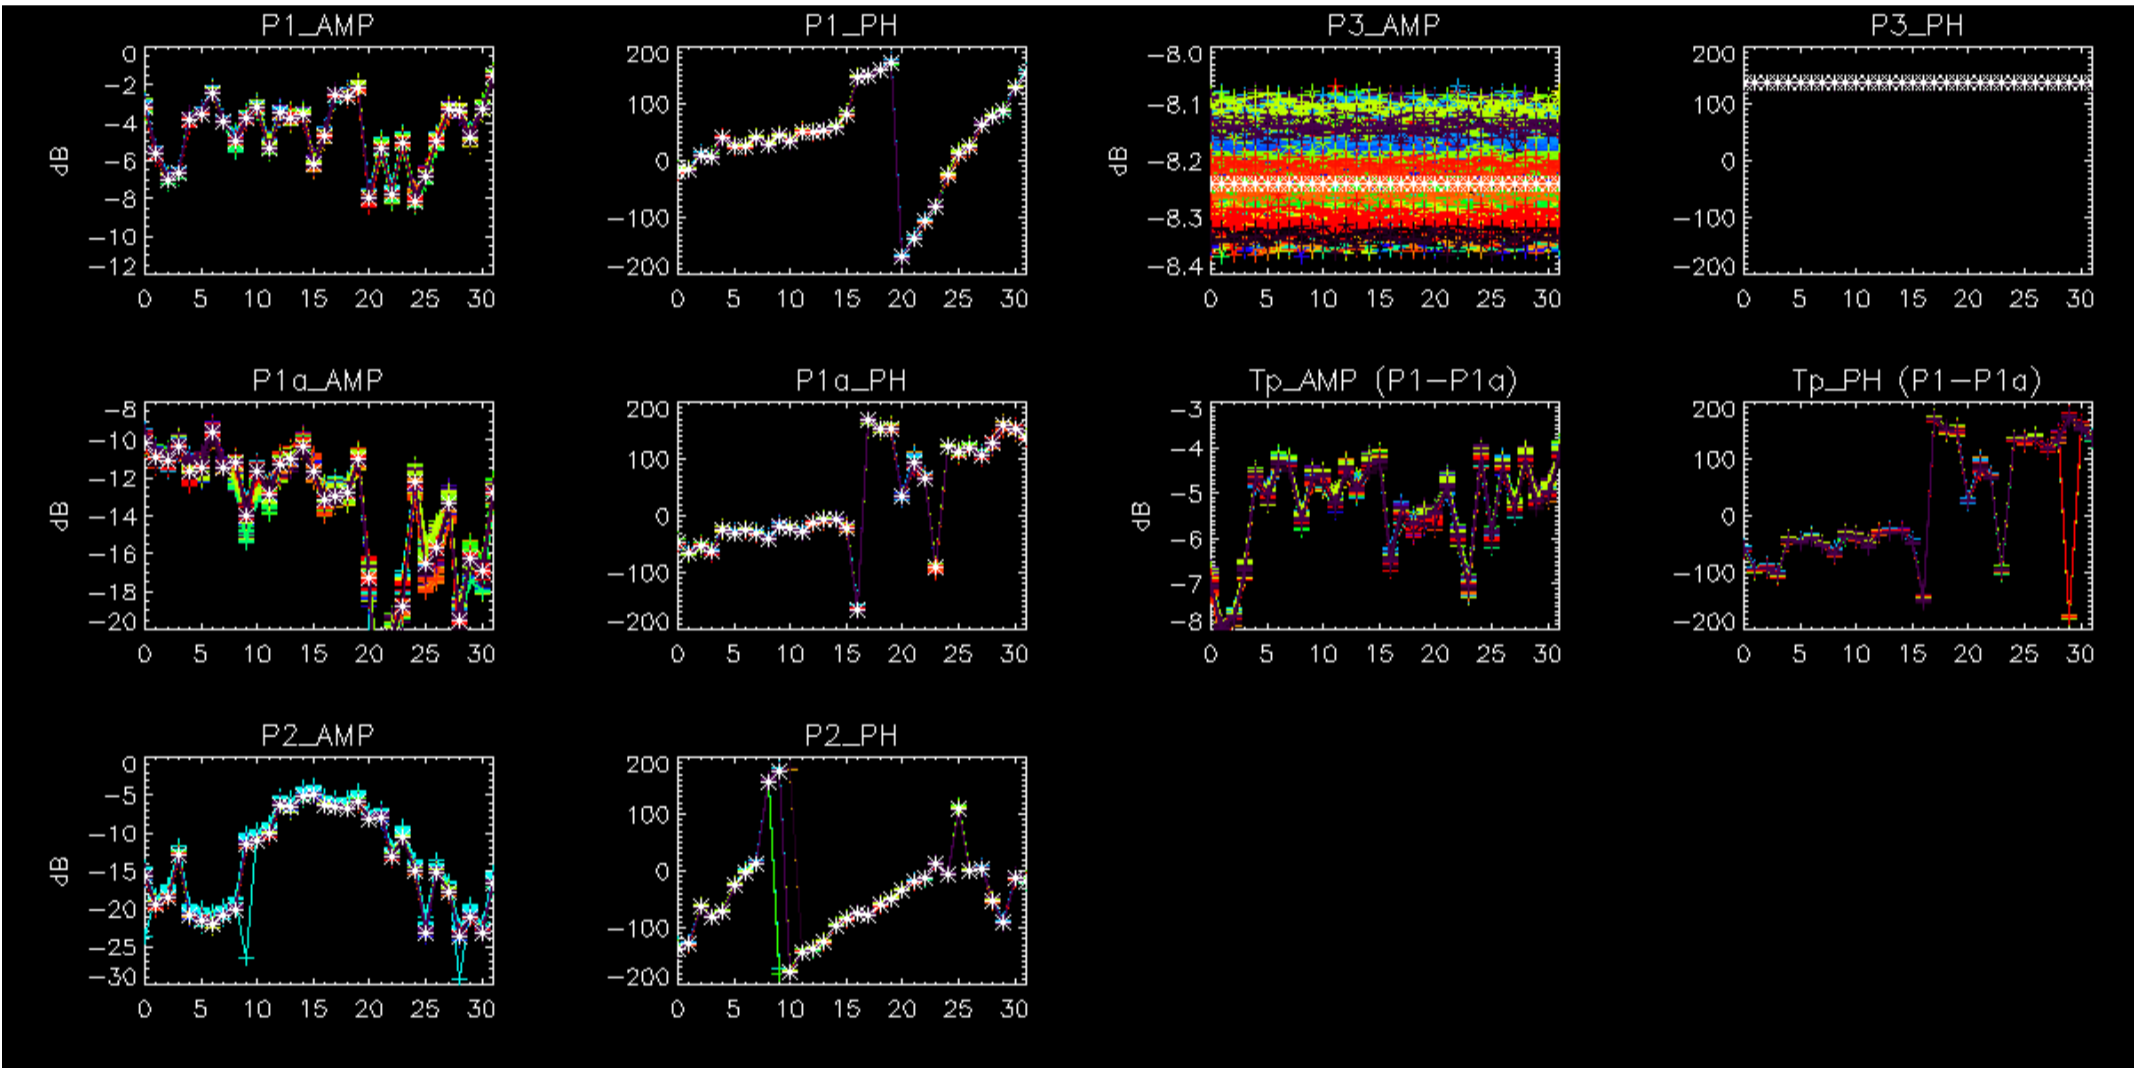 P1_AMP
P1_PH
P3_AMP
P3_PH
0
−2
−4
−6
−8
−10
−12
dB
0 5 10 15 20 25 30
200
100
0
−100
−200
0 5 10 15 20 25 30
−8.0
−8.1
−8.2
−8.3
−8.4
dB
0 5 10 15 20 25 30
200
100
0
−100
−200
0 5 10 15 20 25 30
P1a_AMP
P1a_PH
Tp_AMP (P1−P1a)
Tp_PH (P1−P1a)
−8
−10
−12
−14
−16
−18
−20
dB
0 5 10 15 20 25 30
200
100
0
−100
−200
0 5 10 15 20 25 30
−3
−4
−5
−6
−7
−8
dB
0 5 10 15 20 25 30
200
100
0
−100
−200
0 5 10 15 20 25 30
P2_AMP
P2_PH
0
−5
−10
−15
−20
−25
−30
dB
0 5 10 15 20 25 30
200
100
0
−100
−200
0 5 10 15 20 25 30